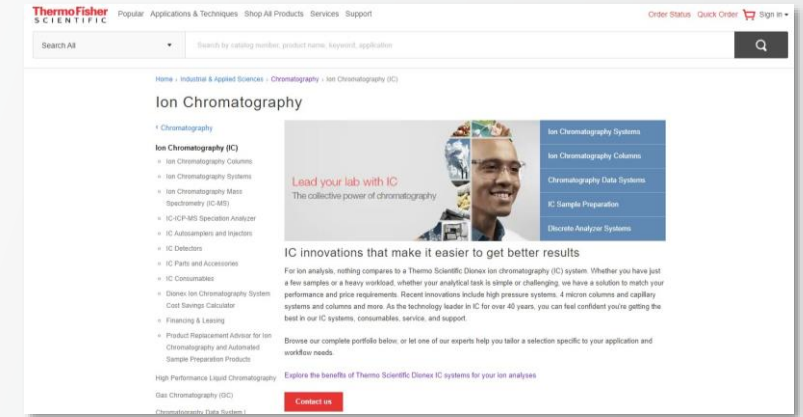 ThermoFisher
SCIENTIFIC
Popular Applications & Techniques Shop All Products Services Support
Order Status Quick Order Sign in
Search All
Search by catalog number, product name, keyword, application
Home › Industrial & Applied Sciences › Chromatography › Ion Chromatography (IC)
Ion Chromatography
‹ Chromatography
Ion Chromatography (IC)
Ion Chromatography Columns
Ion Chromatography Systems
Ion Chromatography Mass
Spectrometry (IC-MS)
IC-ICP-MS Speciation Analyzer
IC Autosamplers and Injectors
IC Detectors
IC Parts and Accessories
IC Consumables
Dionex Ion Chromatography System
Cost Savings Calculator
Financing & Leasing
Product Replacement Advisor for Ion
Chromatography and Automated
Sample Preparation Products
High Performance Liquid Chromatography
Gas Chromatography (GC)
Chromatography Data System |
Lead your lab with IC
The collective power of chromatography
Ion Chromatography Systems
Ion Chromatography Columns
Chromatography Data Systems
IC Sample Preparation
Discrete Analyzer Systems
IC innovations that make it easier to get better results
For ion analysis, nothing compares to a Thermo Scientific Dionex ion chromatography (IC) system. Whether you have just
a few samples or a heavy workload, whether your analytical task is simple or challenging, we have a solution to match your
performance and price requirements. Recent innovations include high pressure systems, 4 micron columns and capillary
systems and columns and more. As the technology leader in IC for over 40 years, you can feel confident you're getting the
best in our IC systems, consumables, service, and support.
Browse our complete portfolio below, or let one of our experts help you tailor a selection specific to your application and
workflow needs.
Explore the benefits of Thermo Scientific Dionex IC systems for your ion analyses
Contact us